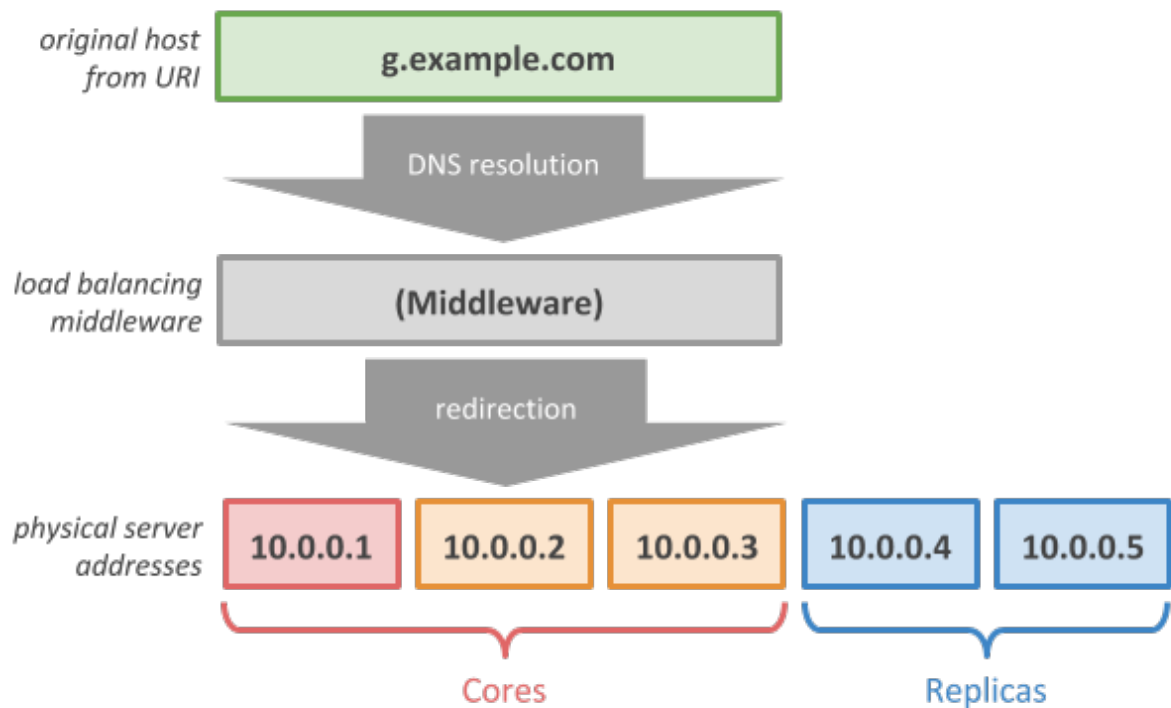 original host
from URI
g.example.com
DNS resolution
load balancing
middleware
(Middleware)
redirection
physical server
addresses
10.0.0.1 10.0.0.2 10.0.0.3 10.0.0.4 10.0.0.5
Cores Replicas